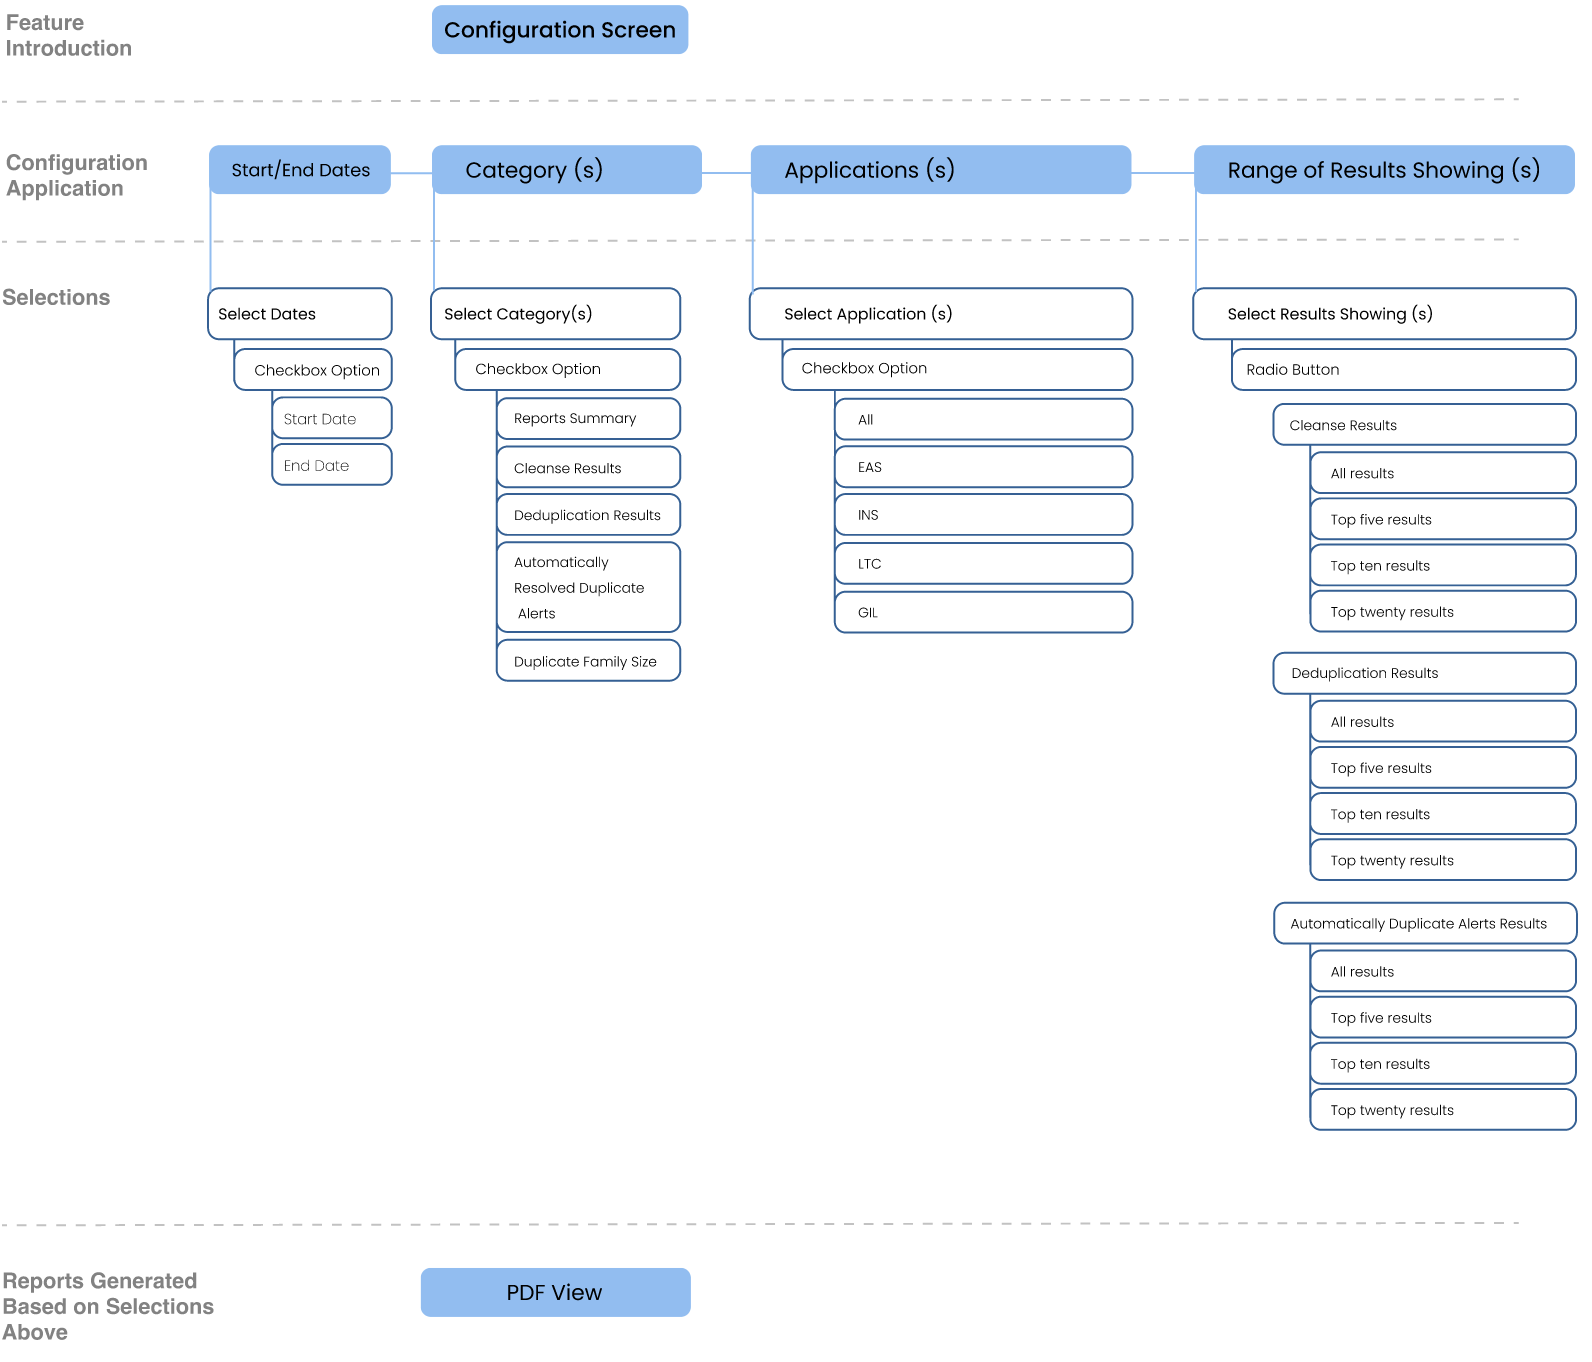 Feature
Introduction
Configuration Screen
Configuration
Application
Start/End Dates
Category (s)
Applications (s)
Range of Results Showing (s)
Selections
Select Dates
Checkbox Option
Start Date
End Date
Select Category(s)
Checkbox Option
Reports Summary
Cleanse Results
Deduplication Results
Automatically
Resolved Duplicate
Alerts
Duplicate Family Size
Select Application (s)
Checkbox Option
All
EAS
INS
LTC
GIL
Select Results Showing (s)
Radio Button
Cleanse Results
All results
Top five results
Top ten results
Top twenty results
Deduplication Results
All results
Top five results
Top ten results
Top twenty results
Automatically Duplicate Alerts Results
All results
Top five results
Top ten results
Top twenty results
Reports Generated
Based on Selections
Above
PDF View